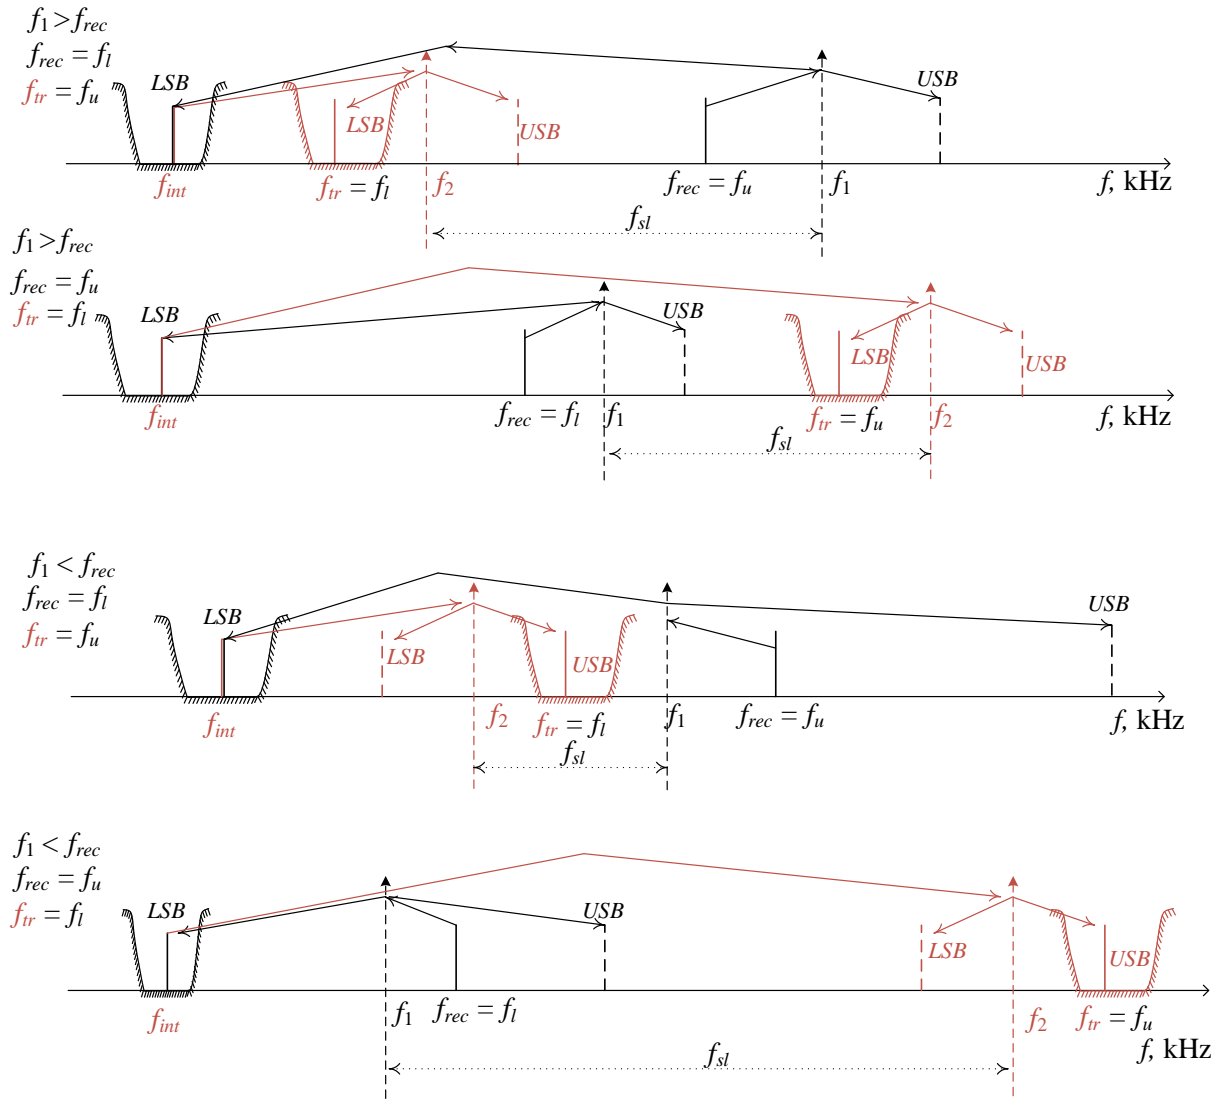 f1 > frec
frec = fl
ftr = fu
LSB
USB
LSB
USB
fint
ftr = fl
f2
frec = fu
f1
f, kHz
fsl
f1 > frec
frec = fu
ftr = fl
LSB
USB
LSB
USB
fint
frec = fl
f1
ftr = fu
f2
f, kHz
fsl
f1 < frec
frec = fl
ftr = fu
LSB
USB
LSB
USB
fint
f2
ftr = fl
f1
frec = fu
f, kHz
fsl
f1 < frec
frec = fu
ftr = fl
LSB
USB
LSB
USB
fint
f1
frec = fl
f2
ftr = fu
f, kHz
fsl